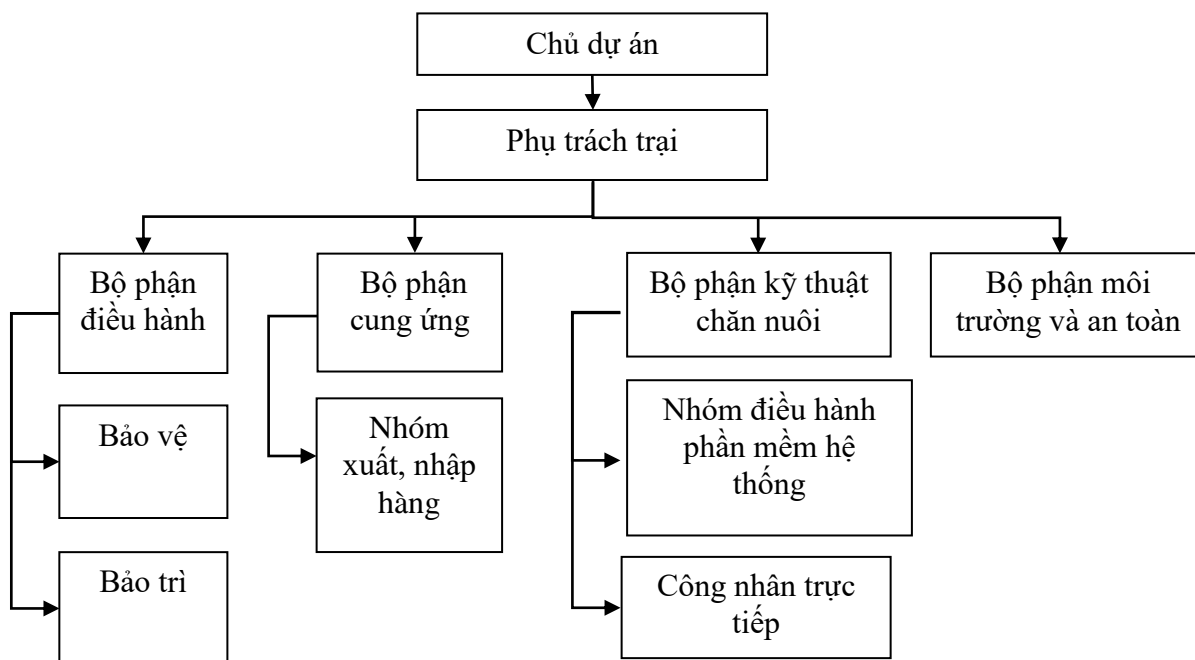 Chủ dự án
Phụ trách trại
Bộ phận
điều hành
Bộ phận
cung ứng
Bộ phận kỹ thuật
chăn nuôi
Bộ phận môi
trường và an toàn
Bảo vệ
Nhóm
xuất, nhập
hàng
Nhóm điều hành
phần mềm hệ
thống
Bảo trì
Công nhân trực
tiếp